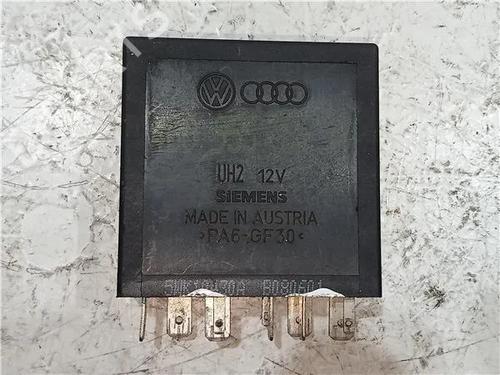 UH2 12V
SIEMENS
MADE IN AUSTRIA
>PA6-GF30<